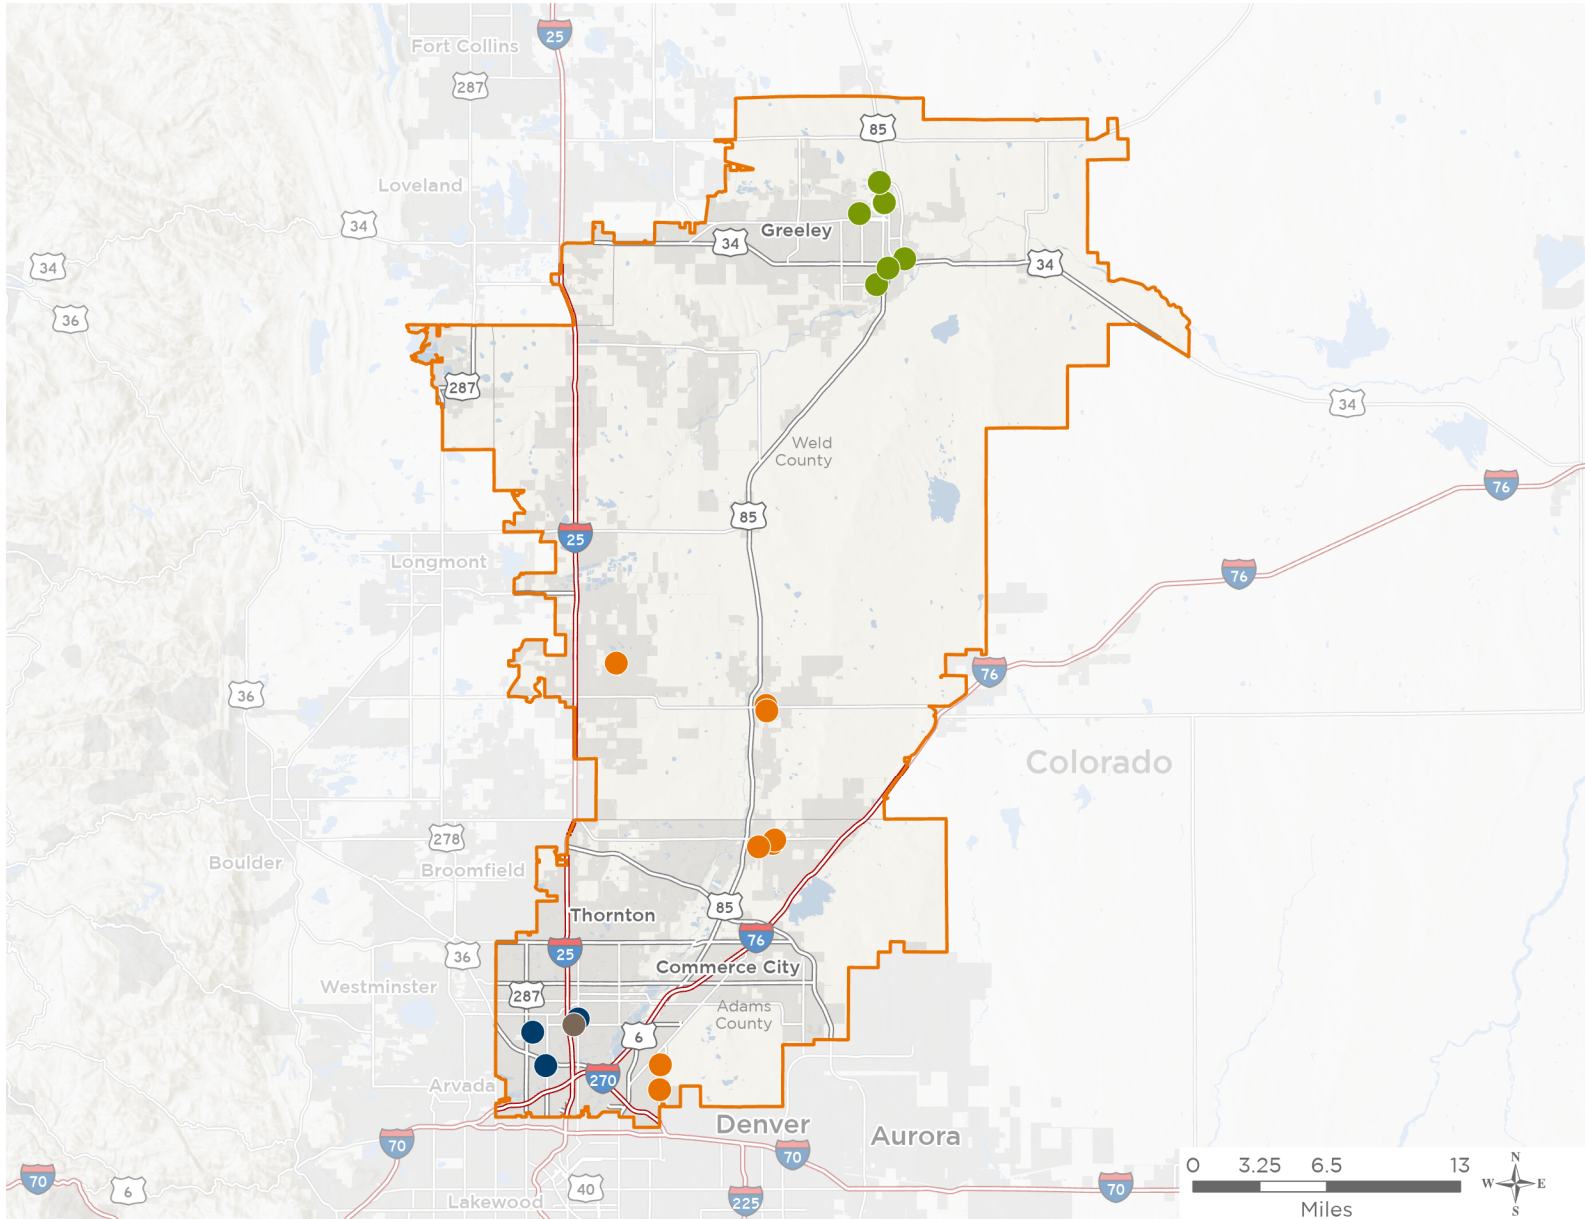 25
Fort Collins
287
85
Loveland
34
Greeley
34
34
34
36
287
34
Weld
County
76
85
25
Longmont
76
76
36
Colorado
278
Boulder
Broomfield
85
Thornton
76
25
36
Commerce City
Westminster
287
Adams
County
6
270
Arvada
Denver
Aurora
70
70
70
6
40
Lakewood
225
70
0 3.25 6.5 13
Miles
N
W E
S